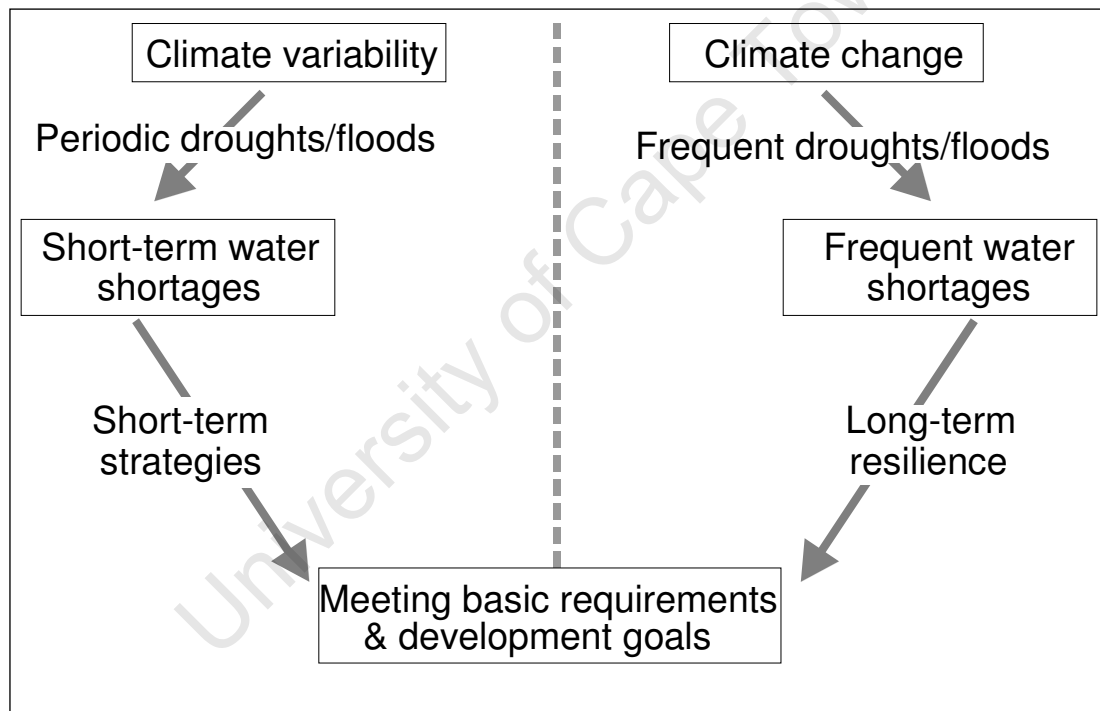 Climate variability
Climate change
Periodic droughts/floods
Frequent droughts/floods
Short-term water
shortages
Frequent water
shortages
Short-term
strategies
Long-term
resilience
Meeting basic requirements
& development goals
University of Cape Tow